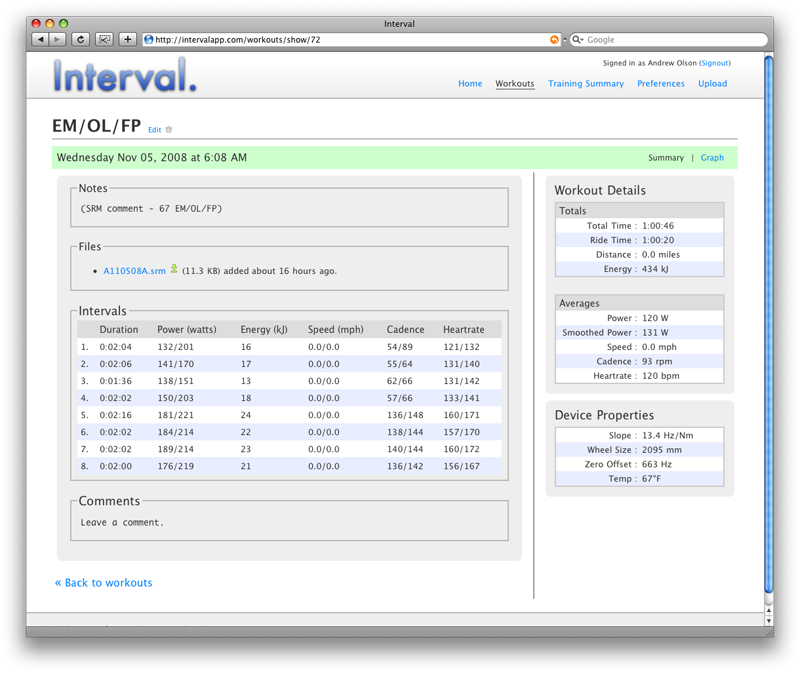 Interval
http://intervalapp.com/workouts/show/72
Google
Interval.
Signed in as Andrew Olson (Signout)
Home Workouts Training Summary Preferences Upload
EM/OL/FP Edit
Wednesday Nov 05, 2008 at 6:08 AM
Summary | Graph
Notes
(SRM comment - 67 EM/OL/FP)
Files
• A110508A.srm (11.3 KB) added about 16 hours ago.
Intervals
Duration Power (watts) Energy (kJ) Speed (mph) Cadence Heartrate
1. 0:02:04 132/201 16 0.0/0.0 54/89 121/132
2. 0:02:06 141/170 17 0.0/0.0 55/64 131/140
3. 0:01:36 138/151 13 0.0/0.0 62/66 131/142
4. 0:02:02 150/203 18 0.0/0.0 57/66 133/141
5. 0:02:16 181/221 24 0.0/0.0 136/148 160/171
6. 0:02:02 184/214 22 0.0/0.0 138/144 157/170
7. 0:02:02 189/214 23 0.0/0.0 140/144 160/172
8. 0:02:00 176/219 21 0.0/0.0 136/142 156/167
Comments
Leave a comment.
« Back to workouts
Workout Details
Totals
Total Time : 1:00:46
Ride Time : 1:00:20
Distance : 0.0 miles
Energy : 434 kJ
Averages
Power : 120 W
Smoothed Power : 131 W
Speed : 0.0 mph
Cadence : 93 rpm
Heartrate : 120 bpm
Device Properties
Slope : 13.4 Hz/Nm
Wheel Size : 2095 mm
Zero Offset : 663 Hz
Temp : 67°F